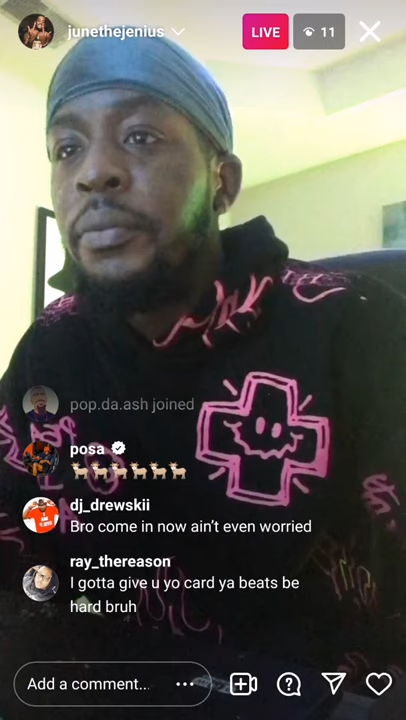 junethejenius
LIVE
11
pop.da.ash joined
posa
🐐🐐🐐🐐🐐🐐
dj_drewskii
Bro come in now ain't even worried
ray_thereason
I gotta give u yo card ya beats be
hard bruh
Add a comment...